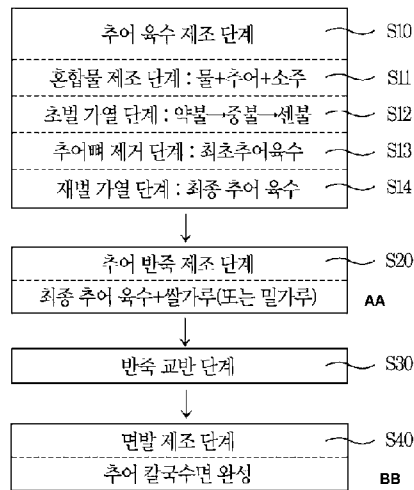 추어 육수 제조 단계 S10
혼합물 제조 단계 : 물+추어+소주 S11
초벌 가열 단계 : 약불→중불→센불 S12
추어뼈 제거 단계 : 최초추어육수 S13
재벌 가열 단계 : 최종 추어 육수 S14
추어 반죽 제조 단계 S20
최종 추어 육수+쌀가루(또는 밀가루) AA
반죽 교반 단계 S30
면발 제조 단계 S40
추어 칼국수면 완성 BB